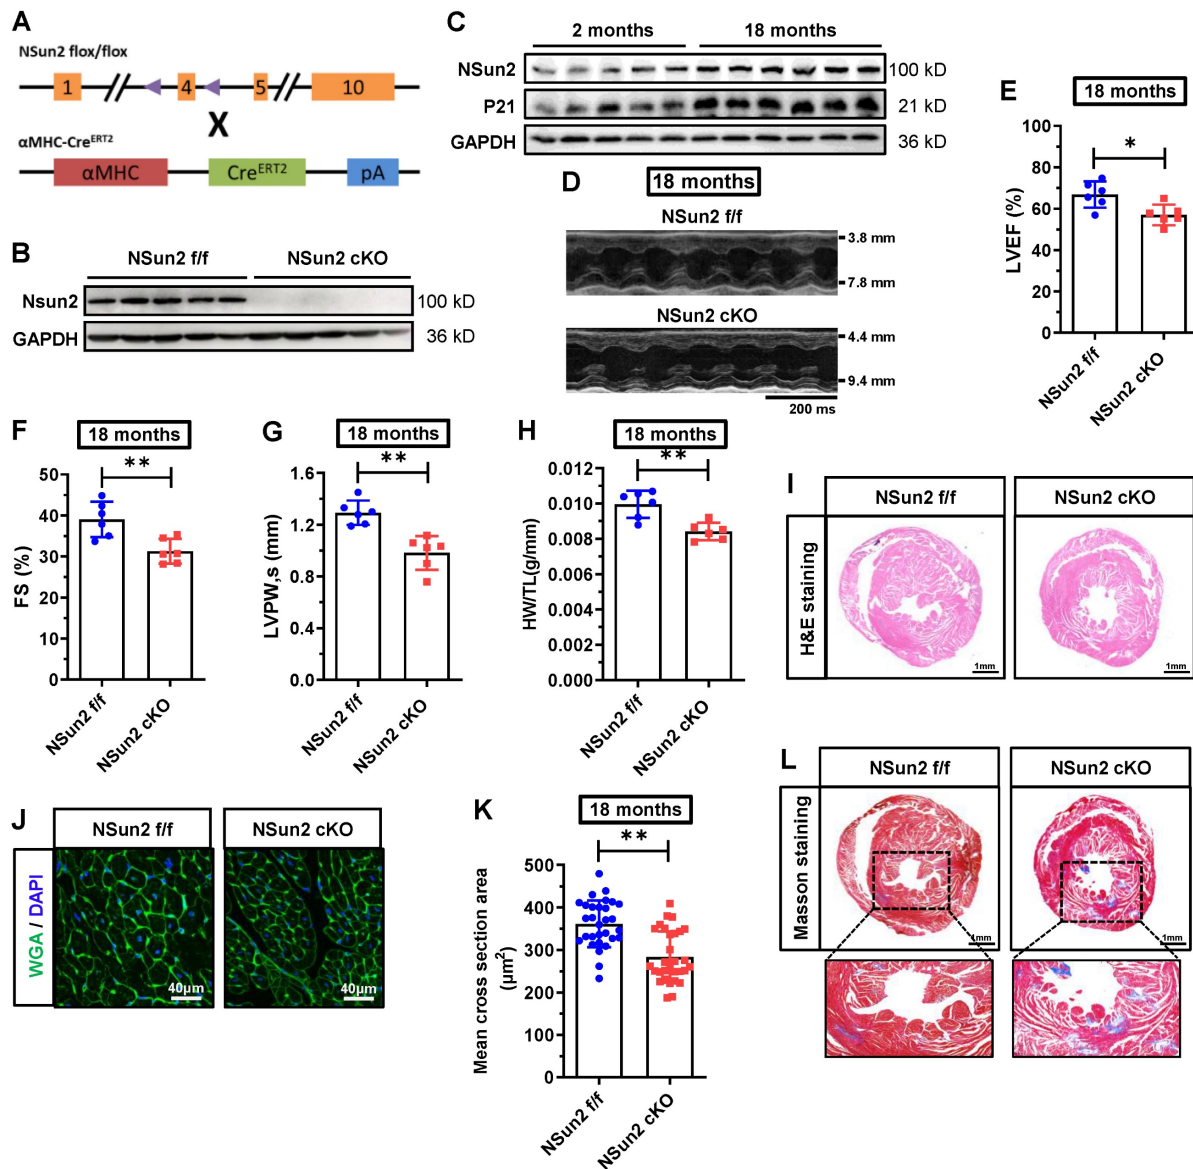 A
NSun2 flox/flox
1
4
5
10
X
αMHC-Cre^ERT2
αMHC
Cre^ERT2
pA
B
NSun2 f/f
NSun2 cKO
Nsun2
100 kD
GAPDH
36 kD
C
2 months
18 months
NSun2
100 kD
P21
21 kD
GAPDH
36 kD
D
18 months
NSun2 f/f
3.8 mm
7.8 mm
NSun2 cKO
4.4 mm
9.4 mm
200 ms
E
18 months
*
LVEF (%)
100
80
60
40
20
0
NSun2 f/f
NSun2 cKO
F
18 months
**
FS (%)
50
40
30
20
10
0
NSun2 f/f
NSun2 cKO
G
18 months
**
LVPW,s (mm)
1.6
1.2
0.8
0.4
0.0
NSun2 f/f
NSun2 cKO
H
18 months
**
HW/TL(g/mm)
0.012
0.010
0.008
0.006
0.004
0.002
0.000
NSun2 f/f
NSun2 cKO
I
NSun2 f/f
NSun2 cKO
H&E staining
1mm
1mm
J
NSun2 f/f
NSun2 cKO
WGA / DAPI
40μm
40μm
K
18 months
**
Mean cross section area
(μm²)
500
400
300
200
100
0
NSun2 f/f
NSun2 cKO
L
NSun2 f/f
NSun2 cKO
Masson staining
1mm
1mm